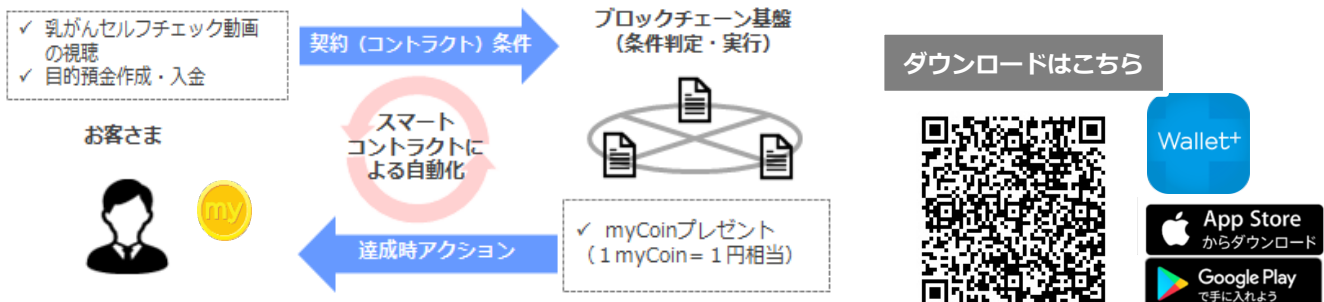 ✓ 乳がんセルフチェック動画
の視聴
✓ 目的預金作成・入金
お客さま
my
契約（コントラクト）条件
スマート
コントラクトに
よる自動化
達成時アクション
ブロックチェーン基盤
（条件判定・実行）
✓ myCoinプレゼント
（１myCoin=１円相当）
ダウンロードはこちら
Wallet+
App Store
からダウンロード
Google Play
で手に入れよう